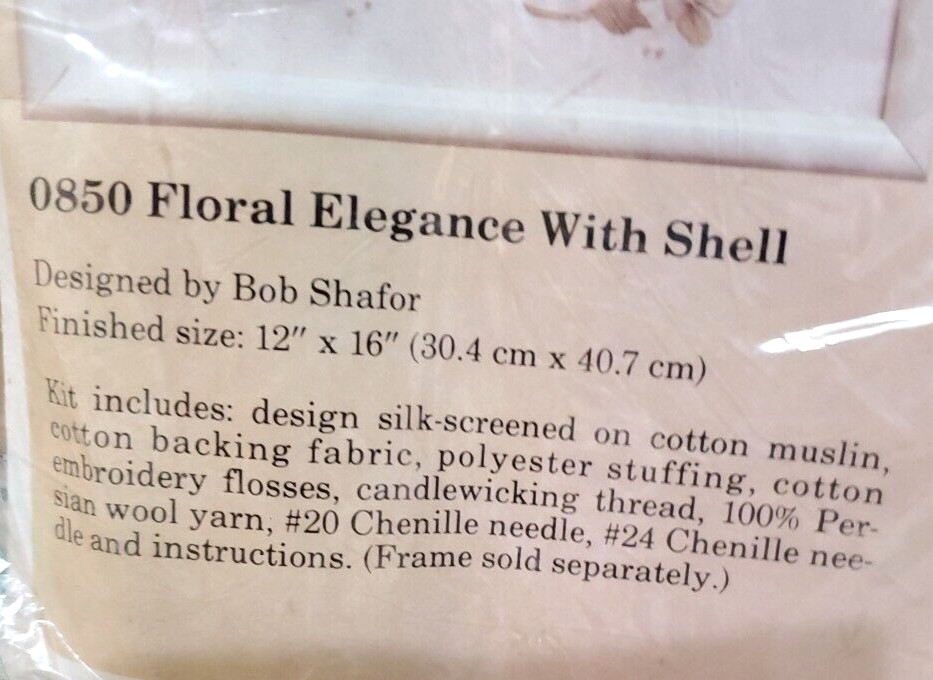 0850 Floral Elegance With Shell
Designed by Bob Shafor
Finished size: 12″ x 16″ (30.4 cm x 40.7 cm)
Kit includes: design silk-screened on cotton muslin,
cotton backing fabric, polyester stuffing, cotton
embroidery flosses, candlewicking thread, 100% Per-
sian wool yarn, #20 Chenille needle, #24 Chenille nee-
dle and instructions. (Frame sold separately.)